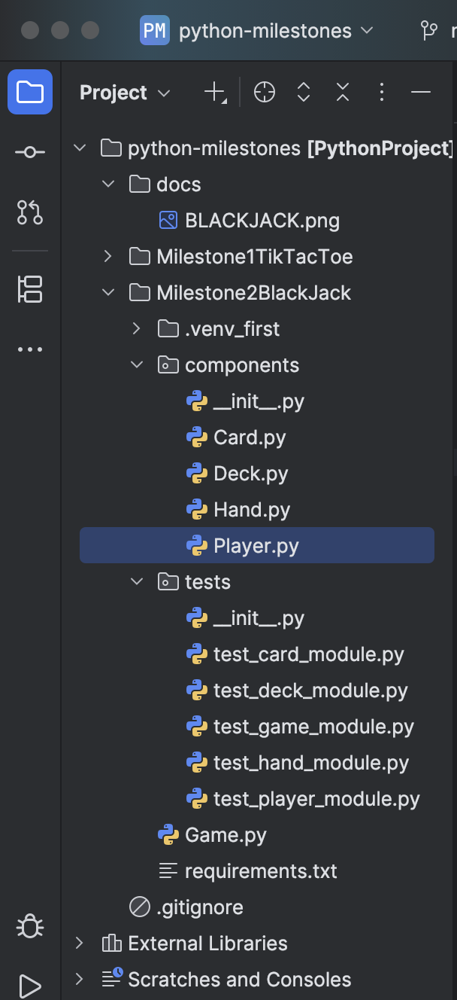 PM python-milestones
Project
python-milestones [PythonProject]
docs
BLACKJACK.png
Milestone1TikTacToe
Milestone2BlackJack
.venv_first
components
__init__.py
Card.py
Deck.py
Hand.py
Player.py
tests
__init__.py
test_card_module.py
test_deck_module.py
test_game_module.py
test_hand_module.py
test_player_module.py
Game.py
requirements.txt
.gitignore
External Libraries
Scratches and Consoles